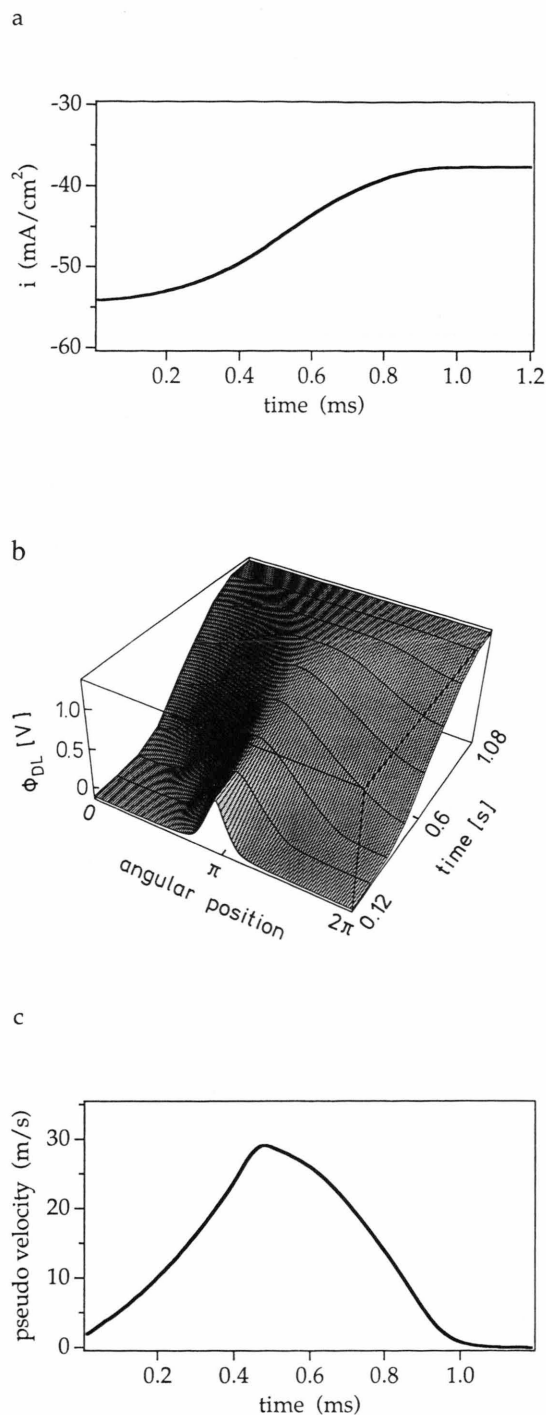 a
-30
-40
-50
-60
i (mA/cm²)
0.2 0.4 0.6 0.8 1.0 1.2
time (ms)
b
1.0
0.5
0
Φ_DL [V]
0 π 2π
angular position
0.12 0.6 1.08
time [s]
c
30
20
10
0
pseudo velocity (m/s)
0.2 0.4 0.6 0.8 1.0
time (ms)